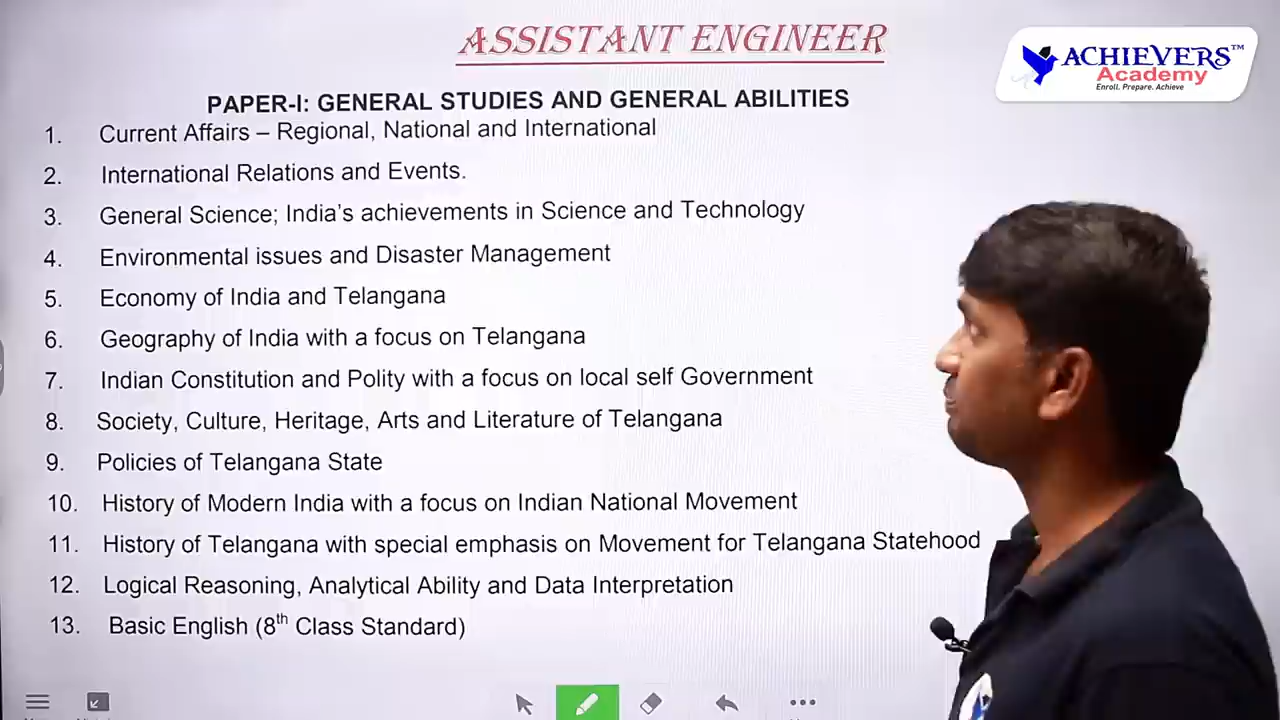 ASSISTANT ENGINEER
ACHIEVERS™
Academy
Enroll. Prepare. Achieve
PAPER-I: GENERAL STUDIES AND GENERAL ABILITIES
1. Current Affairs – Regional, National and International
2. International Relations and Events.
3. General Science; India's achievements in Science and Technology
4. Environmental issues and Disaster Management
5. Economy of India and Telangana
6. Geography of India with a focus on Telangana
7. Indian Constitution and Polity with a focus on local self Government
8. Society, Culture, Heritage, Arts and Literature of Telangana
9. Policies of Telangana State
10. History of Modern India with a focus on Indian National Movement
11. History of Telangana with special emphasis on Movement for Telangana Statehood
12. Logical Reasoning, Analytical Ability and Data Interpretation
13. Basic English (8th Class Standard)